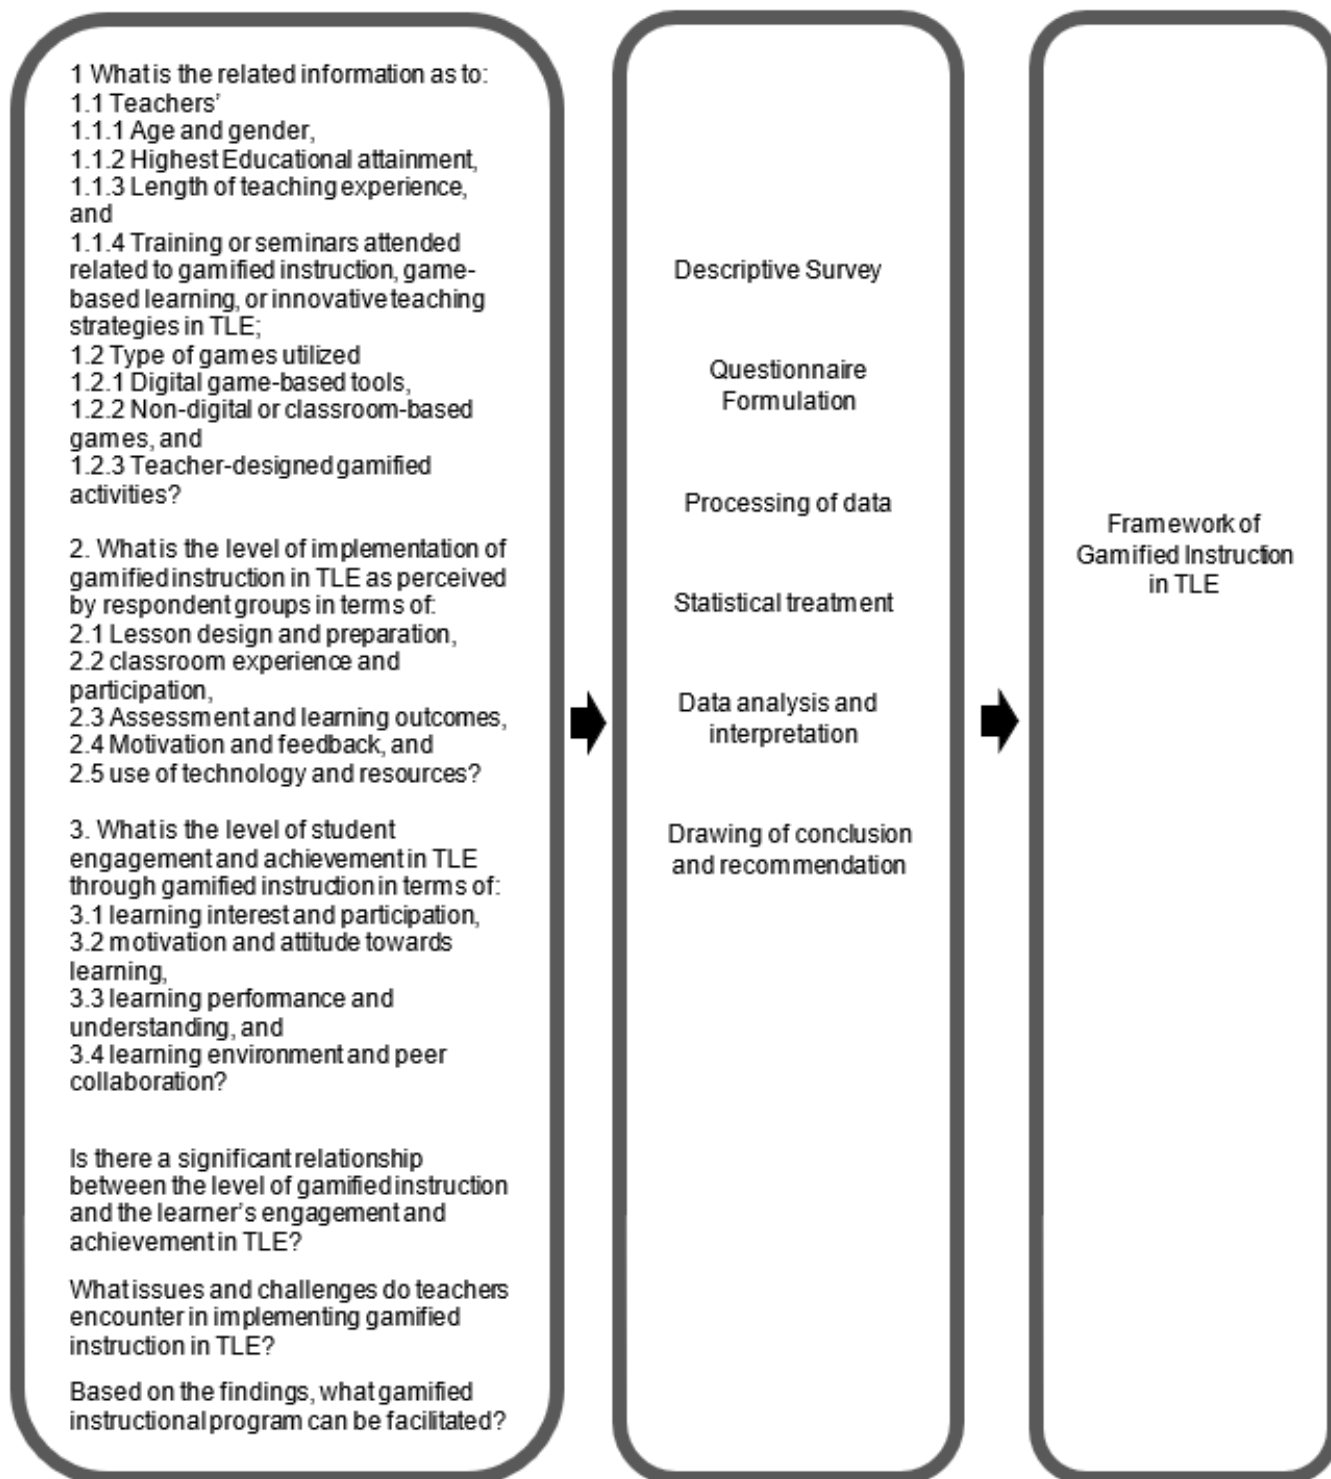 1 What is the related information as to:
1.1 Teachers'
1.1.1 Age and gender,
1.1.2 Highest Educational attainment,
1.1.3 Length of teaching experience,
and
1.1.4 Training or seminars attended
related to gamified instruction, game-
based learning, or innovative teaching
strategies in TLE;
1.2 Type of games utilized
1.2.1 Digital game-based tools,
1.2.2 Non-digital or classroom-based
games, and
1.2.3 Teacher-designed gamified
activities?
2. What is the level of implementation of
gamified instruction in TLE as perceived
by respondent groups in terms of:
2.1 Lesson design and preparation,
2.2 classroom experience and
participation,
2.3 Assessment and learning outcomes,
2.4 Motivation and feedback, and
2.5 use of technology and resources?
3. What is the level of student
engagement and achievement in TLE
through gamified instruction in terms of:
3.1 learning interest and participation,
3.2 motivation and attitude towards
learning,
3.3 learning performance and
understanding, and
3.4 learning environment and peer
collaboration?
Is there a significant relationship
between the level of gamified instruction
and the learner's engagement and
achievement in TLE?
What issues and challenges do teachers
encounter in implementing gamified
instruction in TLE?
Based on the findings, what gamified
instructional program can be facilitated?
Descriptive Survey
Questionnaire
Formulation
Processing of data
Statistical treatment
Data analysis and
interpretation
Drawing of conclusion
and recommendation
Framework of
Gamified Instruction
in TLE